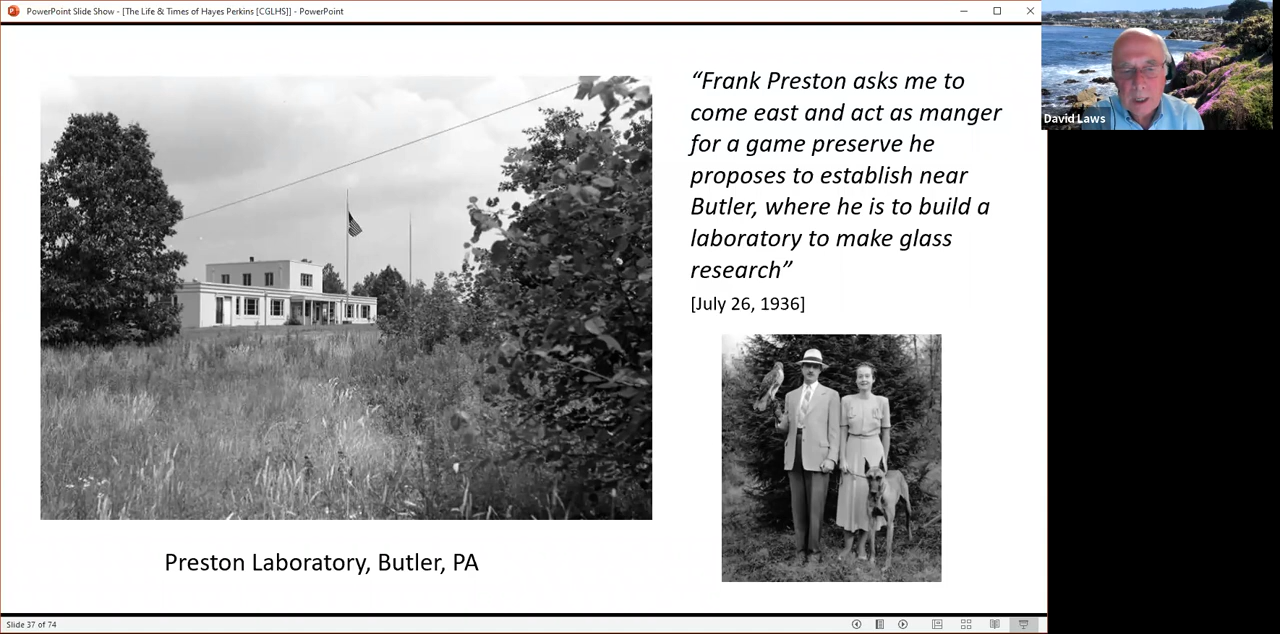 PowerPoint Slide Show - [The Life & Times of Hayes Perkins [CGLHS]] - PowerPoint
David Laws
“Frank Preston asks me to
come east and act as manger
for a game preserve he
proposes to establish near
Butler, where he is to build a
laboratory to make glass
research”
[July 26, 1936]
Preston Laboratory, Butler, PA
Slide 37 of 74